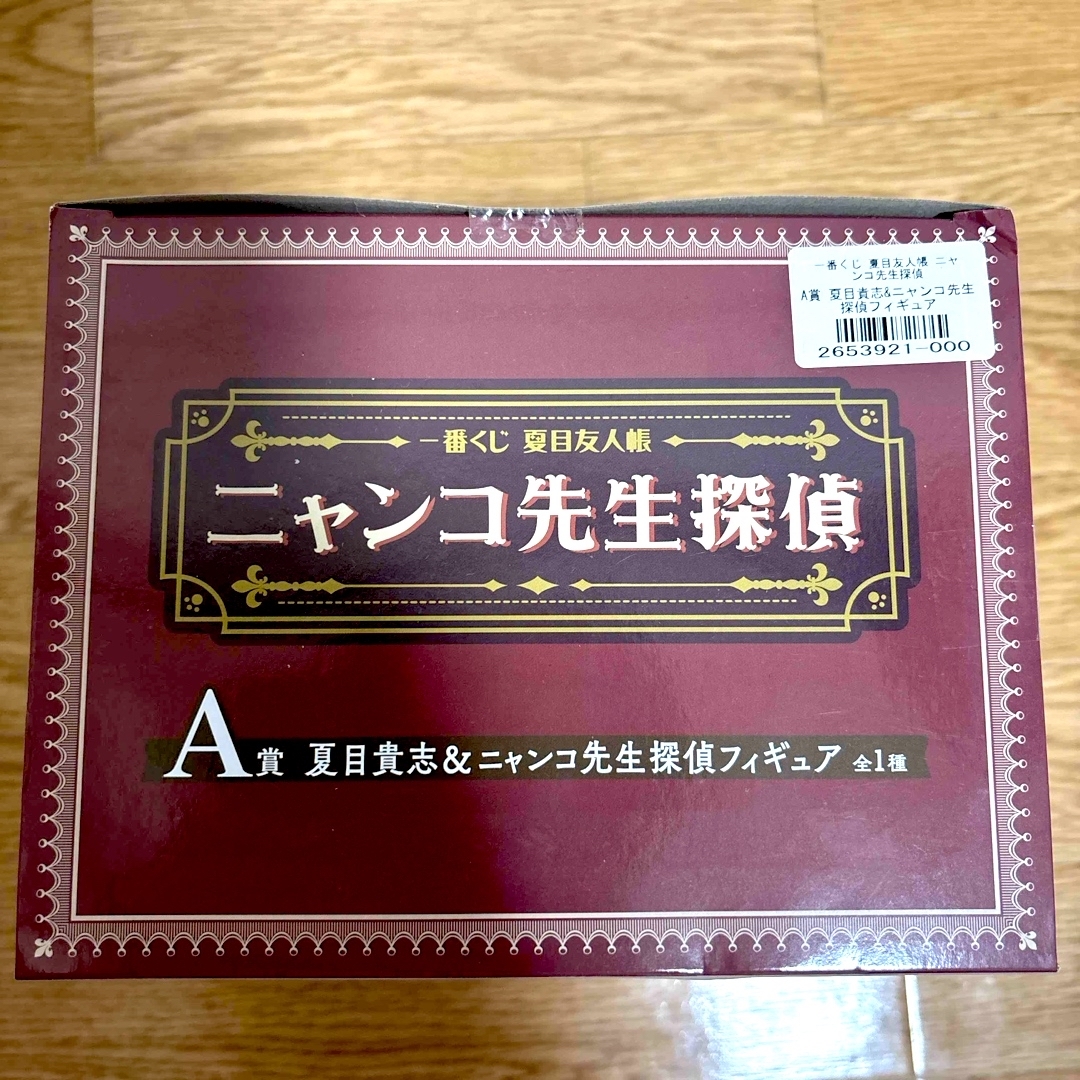 一番くじ 夏目友人帳 ニャ
ンコ先生探偵
A賞 夏目貴志&ニャンコ先生
探偵フィギュア
2653921-000
一番くじ 夏目友人帳
ニャンコ先生探偵
A賞 夏目貴志&ニャンコ先生探偵フィギュア 全1種